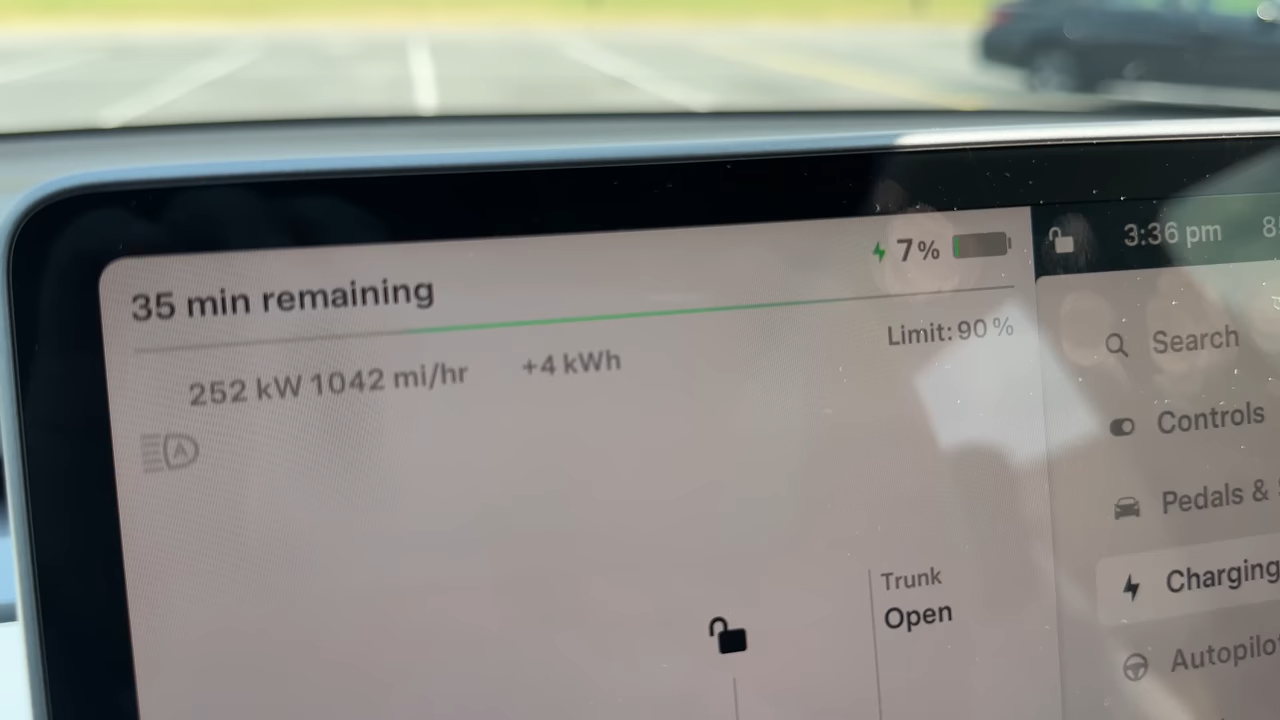 35 min remaining
7%
3:36 pm
Limit: 90%
252 kW 1042 mi/hr
+4 kWh
A
Search
Controls
Pedals &
Charging
Trunk
Open